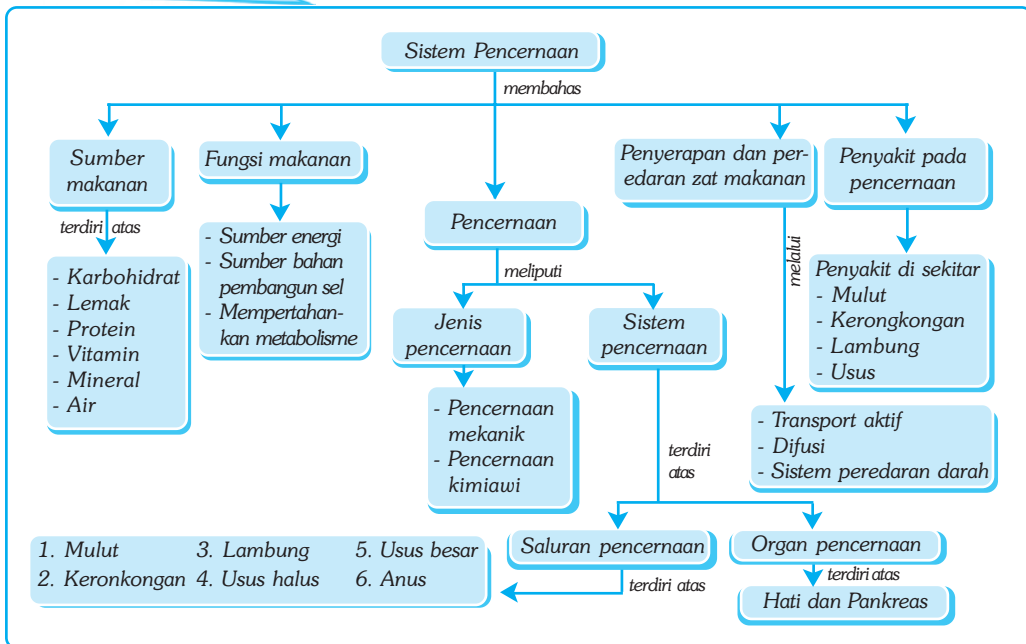 Sistem Pencernaan
membahas
Sumber
makanan
Fungsi makanan
Penyerapan dan per-
edaran zat makanan
Penyakit pada
pencernaan
terdiri atas
- Karbohidrat
- Lemak
- Protein
- Vitamin
- Mineral
- Air
- Sumber energi
- Sumber bahan
pembangun sel
- Mempertahan-
kan metabolisme
Pencernaan
meliputi
Jenis
pencernaan
Sistem
pencernaan
- Pencernaan
mekanik
- Pencernaan
kimiawi
melalui
Penyakit di sekitar
- Mulut
- Kerongkongan
- Lambung
- Usus
- Transport aktif
- Difusi
- Sistem peredaran darah
terdiri
atas
Saluran pencernaan
Organ pencernaan
terdiri atas
terdiri atas
Hati dan Pankreas
1. Mulut 3. Lambung 5. Usus besar
2. Keronkongan 4. Usus halus 6. Anus